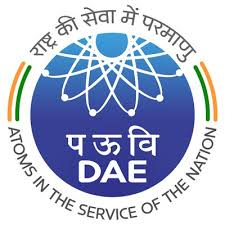 राष्ट्र की सेवा में परमाणु
प ऊ वि
DAE
ATOMS IN THE SERVICE OF THE NATION